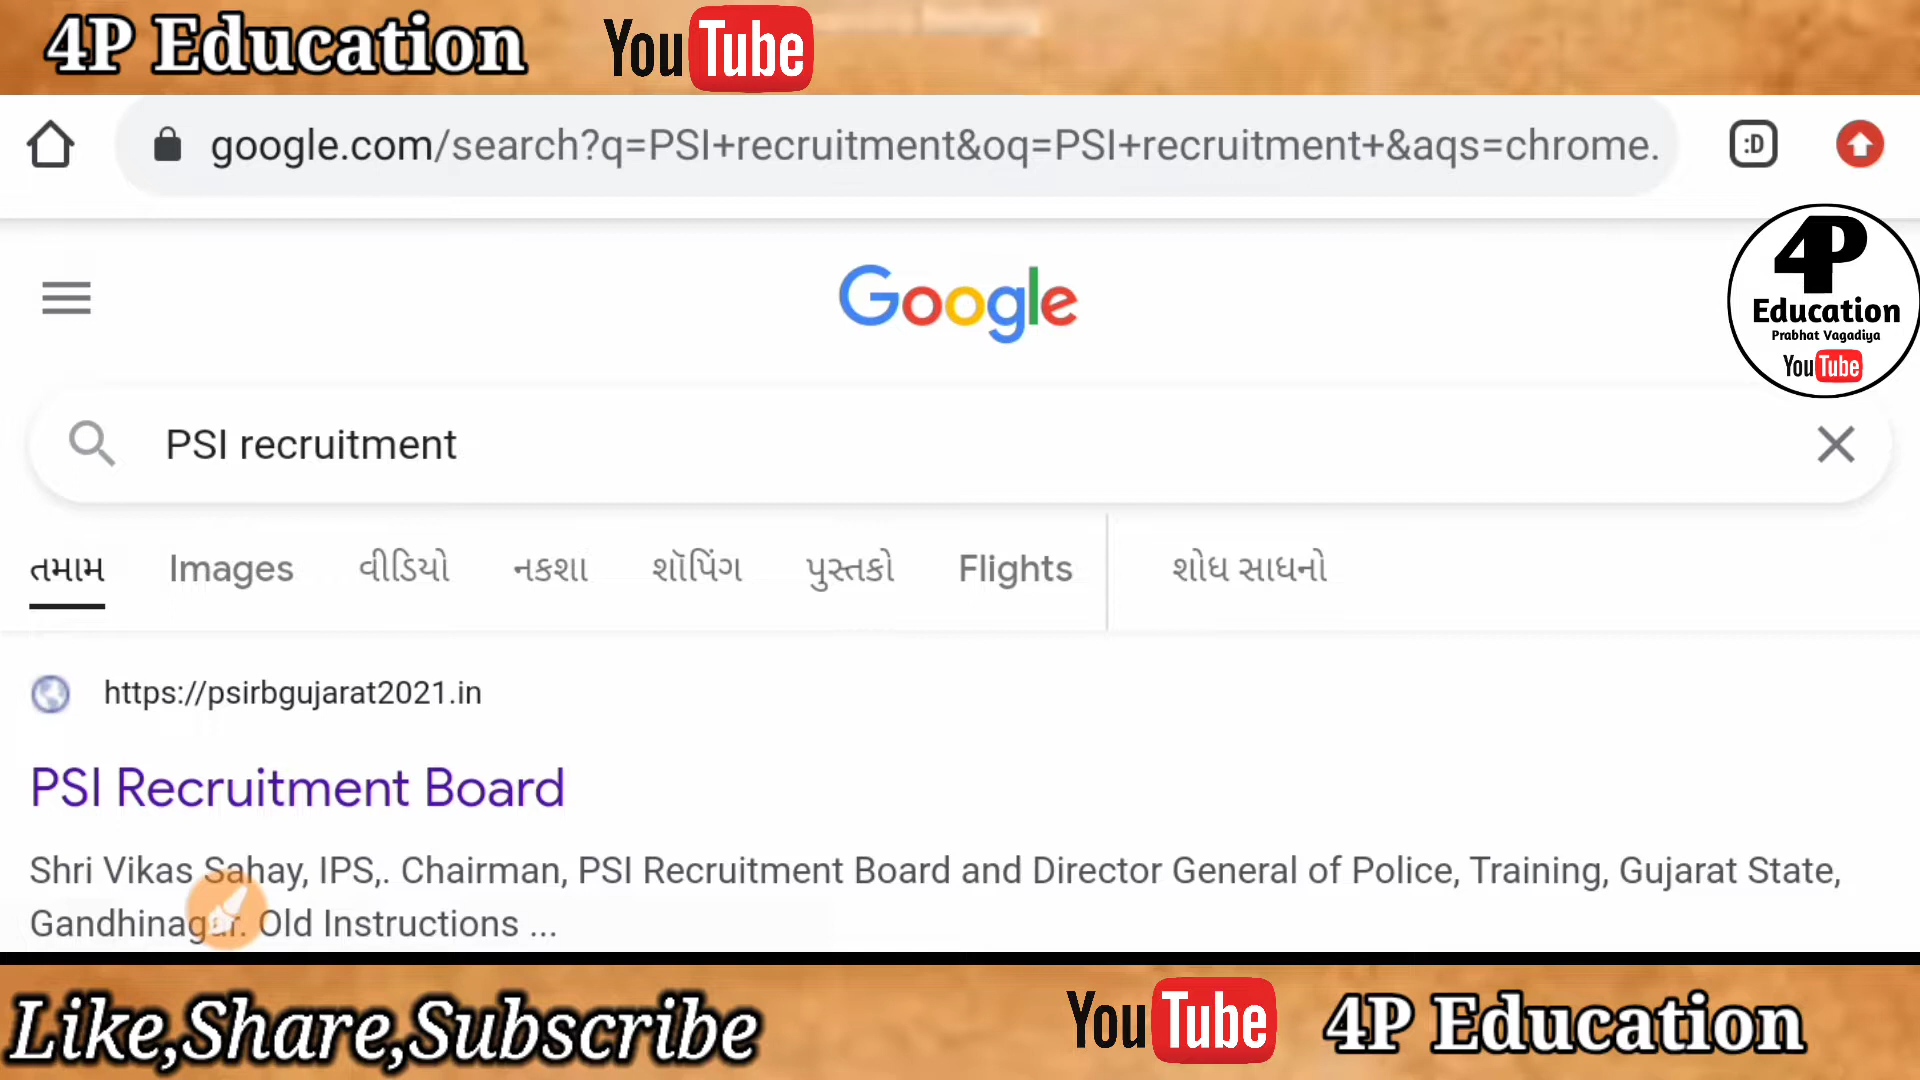 4P Education YouTube
google.com/search?q=PSI+recruitment&oq=PSI+recruitment+&aqs=chrome.
:D
Google
4P
Education
Prabhat Vagadiya
YouTube
PSI recruitment
તમામ Images વીડિયો નકશા શૉપિંગ પુસ્તકો Flights શોધ સાધનો
https://psirbgujarat2021.in
PSI Recruitment Board
Shri Vikas Sahay, IPS,. Chairman, PSI Recruitment Board and Director General of Police, Training, Gujarat State,
Gandhinagar. Old Instructions ...
Like,Share,Subscribe YouTube 4P Education